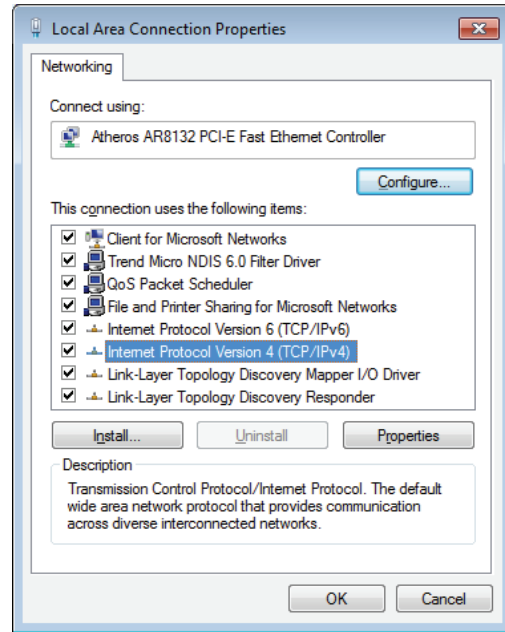 Local Area Connection Properties
Networking
Connect using:
Atheros AR8132 PCI-E Fast Ethernet Controller
Configure...
This connection uses the following items:
Client for Microsoft Networks
Trend Micro NDIS 6.0 Filter Driver
QoS Packet Scheduler
File and Printer Sharing for Microsoft Networks
Internet Protocol Version 6 (TCP/IPv6)
Internet Protocol Version 4 (TCP/IPv4)
Link-Layer Topology Discovery Mapper I/O Driver
Link-Layer Topology Discovery Responder
Install... Uninstall Properties
Description
Transmission Control Protocol/Internet Protocol. The default
wide area network protocol that provides communication
across diverse interconnected networks.
OK Cancel